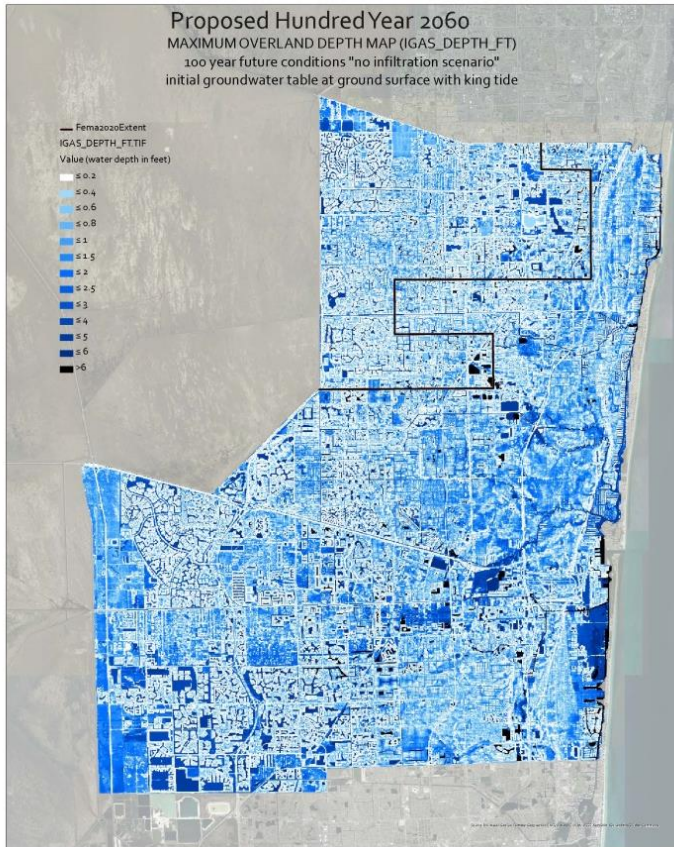 Proposed Hundred Year 2060
MAXIMUM OVERLAND DEPTH MAP (IGAS_DEPTH_FT)
100 year future conditions "no infiltration scenario"
initial groundwater table at ground surface with king tide
Fema2020Extent
IGAS_DEPTH_FT.TIF
Value (water depth in feet)
≤ 0.2
≤ 0.4
≤ 0.6
≤ 0.8
≤ 1
≤ 1.5
≤ 2
≤ 2.5
≤ 3
≤ 4
≤ 5
≤ 6
>6